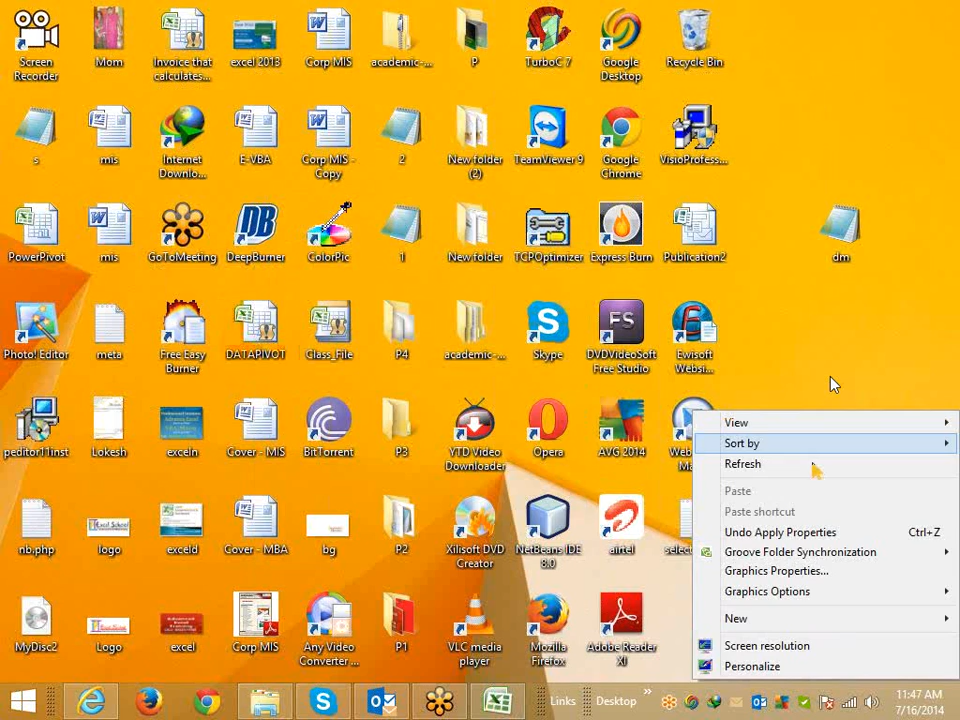 Screen
Recorder
Mom
Invoice that
calculates...
excel 2013
Corp MIS
academic-...
P
TurboC 7
Google
Desktop
Recycle Bin
s
mis
Internet
Downlo...
E-VBA
Corp MIS -
Copy
2
New folder
(2)
TeamViewer 9
Google
Chrome
VisioProfess...
PowerPivot
mis
GoToMeeting
DB
DeepBurner
ColorPic
1
New folder
TCPOptimizer
Express Burn
Publication2
dm
Photo! Editor
meta
Free Easy
Burner
DATAPIVOT
Class_File
P4
academic-...
Skype
FS
DVDVideoSoft
Free Studio
Ewisoft
Websi...
peditor11inst
Lokesh
exceln
Cover - MIS
BitTorrent
P3
YTD Video
Downloader
Opera
AVG 2014
nb.php
logo
exceld
Cover - MBA
bg
P2
Xilisoft DVD
Creator
NetBeans IDE
8.0
airtel
MyDisc2
Logo
excel
Corp MIS
Any Video
Converter ...
P1
VLC media
player
Mozilla
Firefox
Adobe Reader
XI
View
Sort by
Refresh
Paste
Paste shortcut
Undo Apply Properties Ctrl+Z
Groove Folder Synchronization
Graphics Properties...
Graphics Options
New
Screen resolution
Personalize
Links
Desktop
11:47 AM
7/16/2014